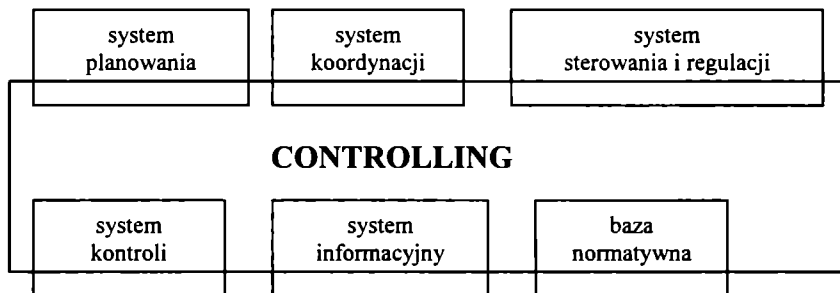 system
planowania
system
koordynacji
system
sterowania i regulacji
CONTROLLING
system
kontroli
system
informacyjny
baza
normatywna